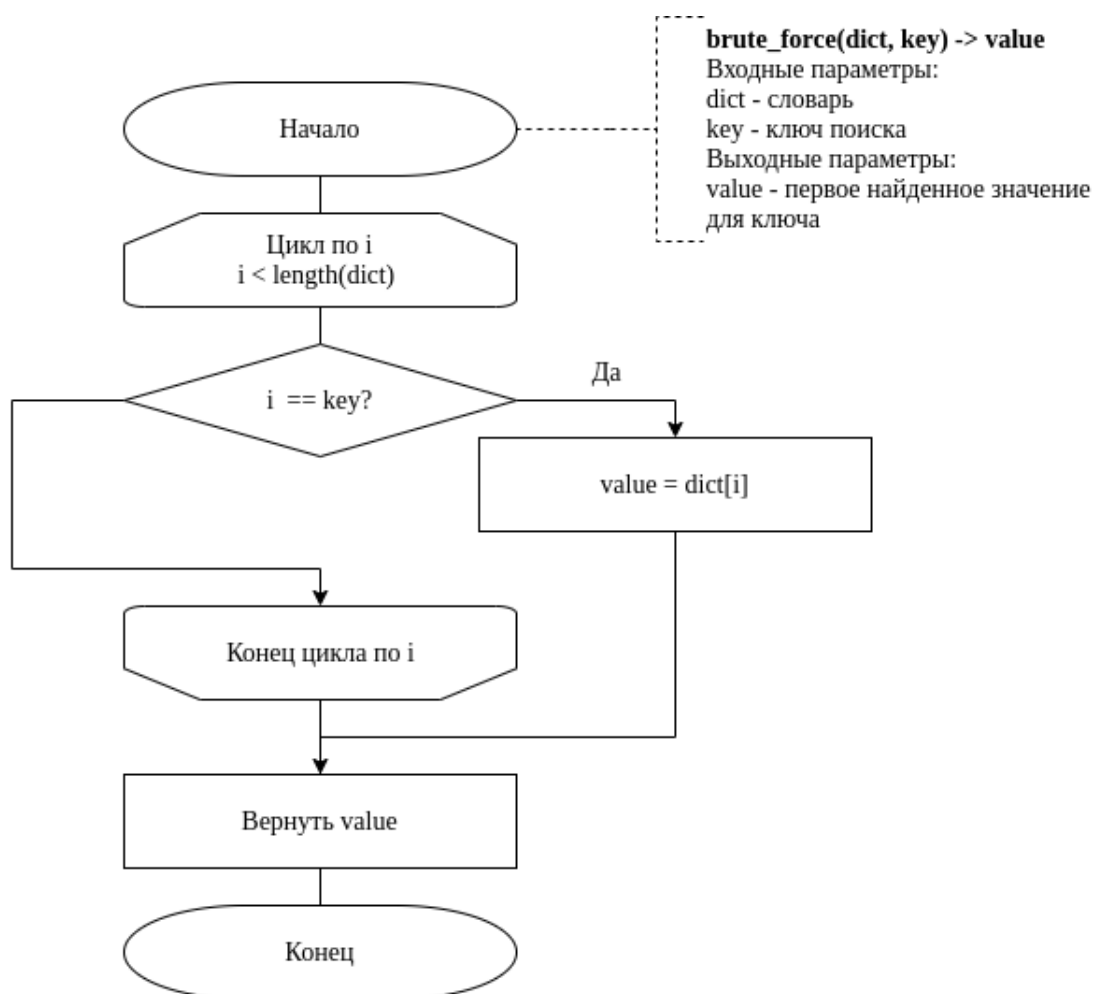 brute_force(dict, key) -> value
Входные параметры:
dict - словарь
key - ключ поиска
Выходные параметры:
value - первое найденное значение
для ключа
Начало
Цикл по i
i < length(dict)
i == key?
Да
value = dict[i]
Конец цикла по i
Вернуть value
Конец